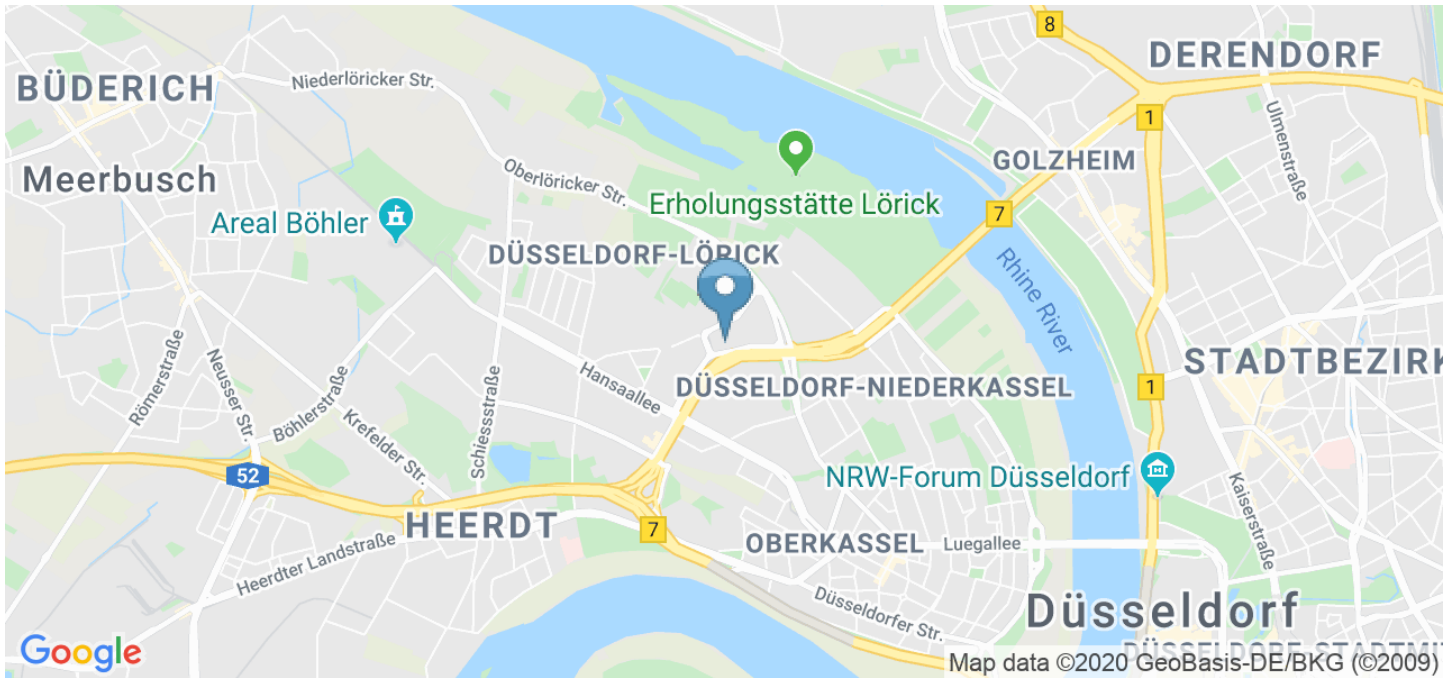 8
DERENDORF
BÜDERICH
Niederlöricker Str.
1
Ulmenstraße
Meerbusch
Oberlöricker Str.
GOLZHEIM
Erholungsstätte Lörick
7
Areal Böhler
DÜSSELDORF-LÖRICK
Rhine River
Römerstraße
Neusser Str.
Hansaallee
STADTBEZIRK
DÜSSELDORF-NIEDERKASSEL
1
Böhlerstraße
Krefelder Str.
Schiessstraße
52
NRW-Forum Düsseldorf
Kaiserstraße
HEERDT
7
OBERKASSEL
Luegallee
Heerdter Landstraße
Düsseldorfer Str.
Düsseldorf
DÜSSELDORF-STADTMI
Google
Map data ©2020 GeoBasis-DE/BKG (©2009)